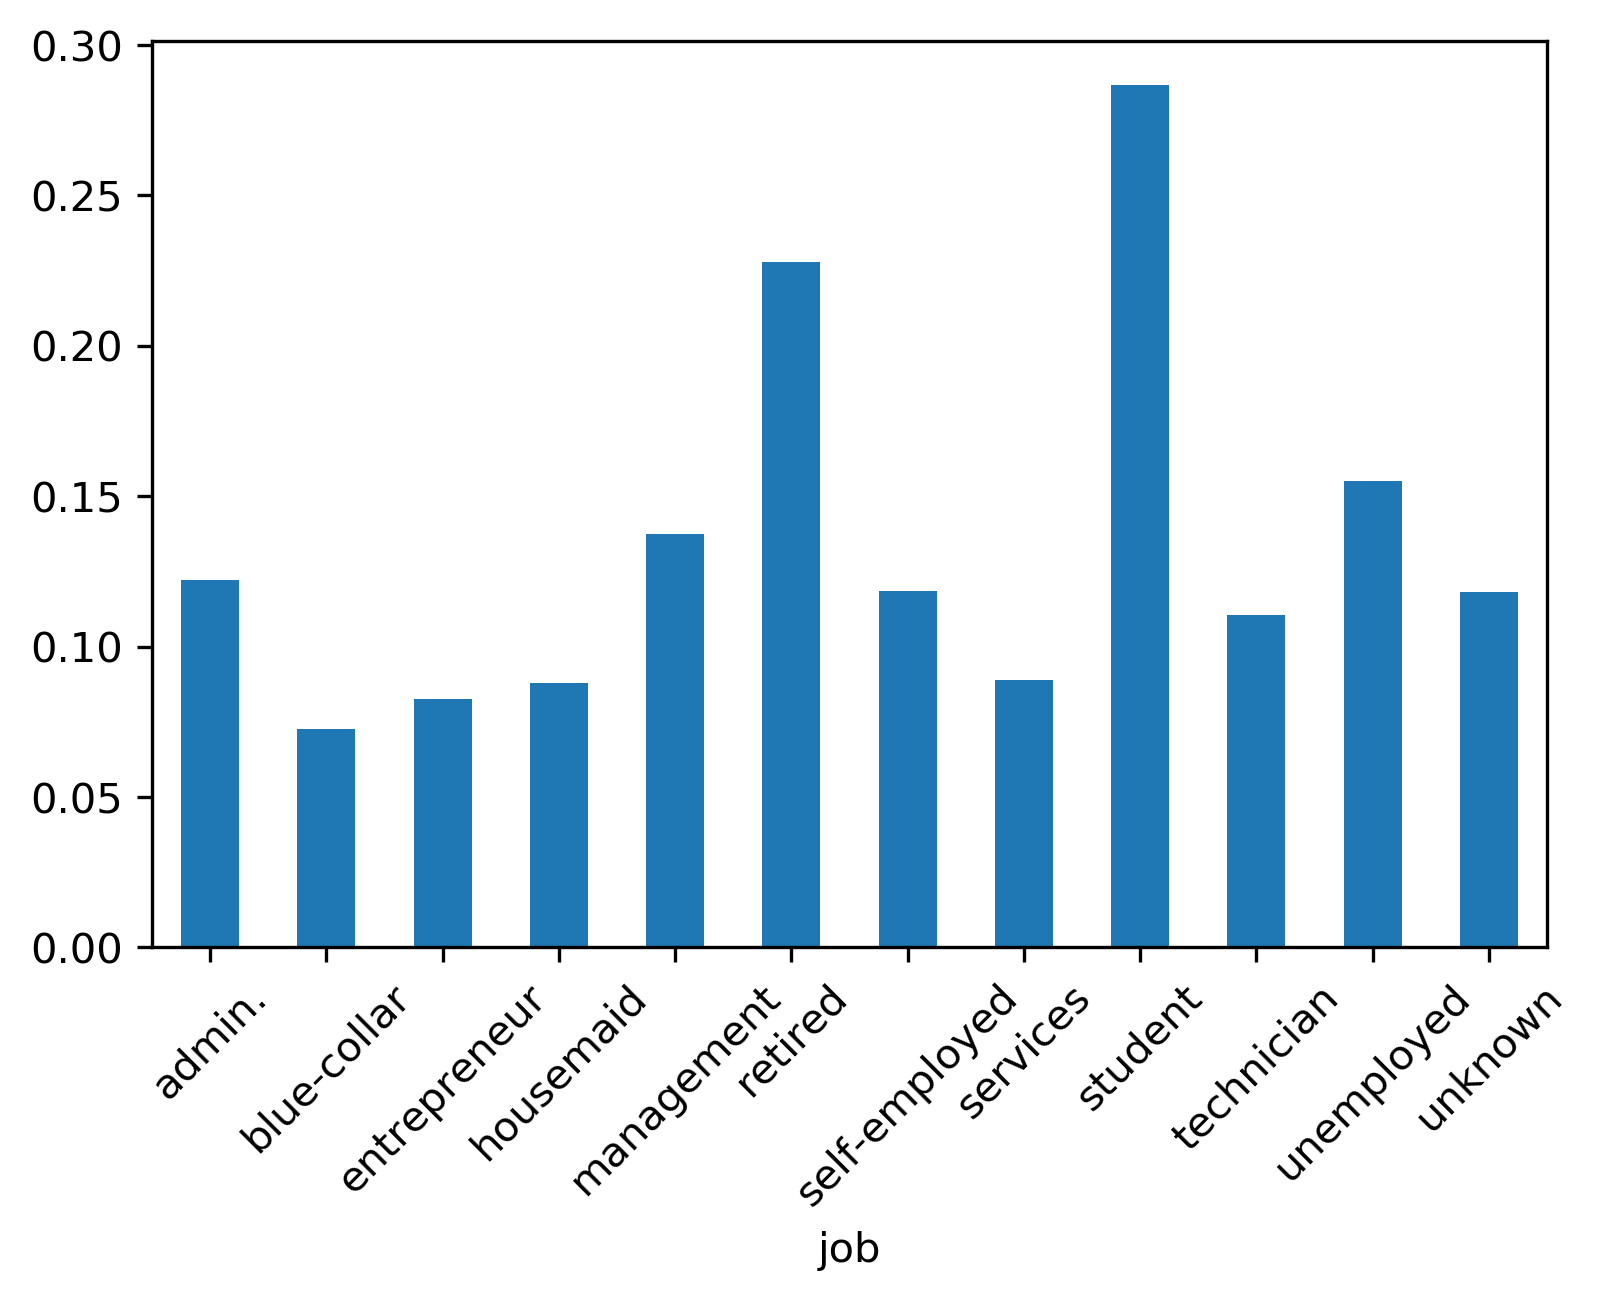 0.30
0.25
0.20
0.15
0.10
0.05
0.00
admin.
blue-collar
entrepreneur
housemaid
management
retired
self-employed
services
student
technician
unemployed
unknown
job